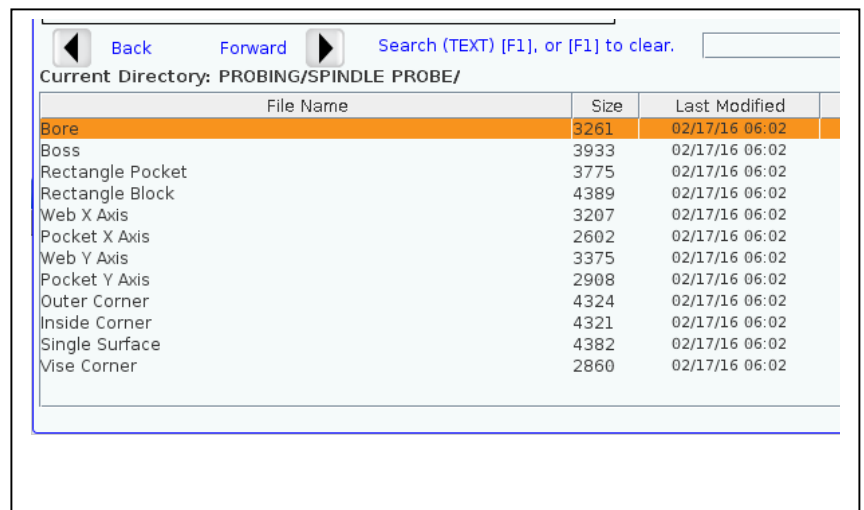 Back Forward Search (TEXT) [F1], or [F1] to clear.
Current Directory: PROBING/SPINDLE PROBE/
File Name Size Last Modified
Bore 3261 02/17/16 06:02
Boss 3933 02/17/16 06:02
Rectangle Pocket 3775 02/17/16 06:02
Rectangle Block 4389 02/17/16 06:02
Web X Axis 3207 02/17/16 06:02
Pocket X Axis 2602 02/17/16 06:02
Web Y Axis 3375 02/17/16 06:02
Pocket Y Axis 2908 02/17/16 06:02
Outer Corner 4324 02/17/16 06:02
Inside Corner 4321 02/17/16 06:02
Single Surface 4382 02/17/16 06:02
Vise Corner 2860 02/17/16 06:02